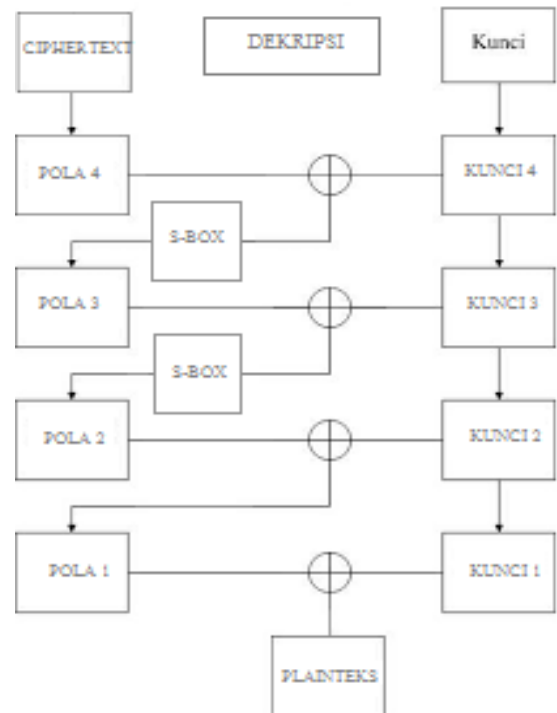 CIPHERTEXT
DEKRIPSI
Kunci
POLA 4
KUNCI 4
S-BOX
POLA 3
KUNCI 3
S-BOX
POLA 2
KUNCI 2
POLA 1
KUNCI 1
PLAINTEKS